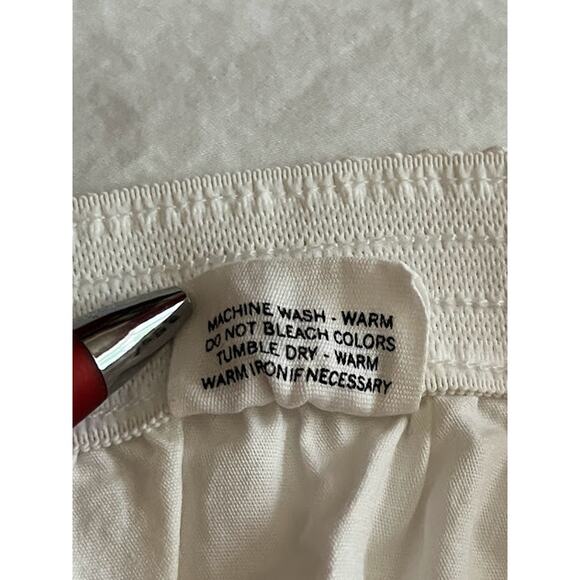 MACHINE WASH - WARM
DO NOT BLEACH COLORS
TUMBLE DRY - WARM
WARM IRON IF NECESSARY